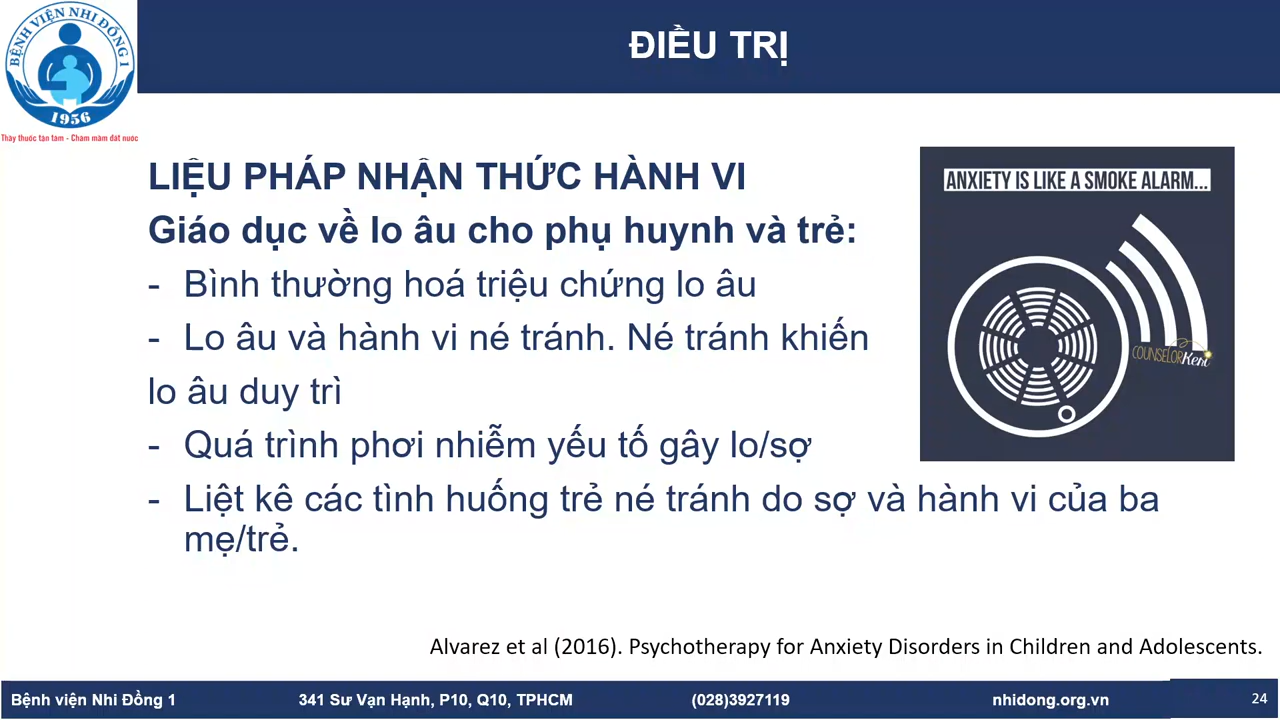 BỆNH VIỆN NHI ĐỒNG 1
1956
Thầy thuốc tận tâm - Chăm mầm đất nước
ĐIỀU TRỊ
LIỆU PHÁP NHẬN THỨC HÀNH VI
Giáo dục về lo âu cho phụ huynh và trẻ:
- Bình thường hoá triệu chứng lo âu
- Lo âu và hành vi né tránh. Né tránh khiến
lo âu duy trì
- Quá trình phơi nhiễm yếu tố gây lo/sợ
- Liệt kê các tình huống trẻ né tránh do sợ và hành vi của ba
mẹ/trẻ.
ANXIETY IS LIKE A SMOKE ALARM...
COUNSELOR Keri
Alvarez et al (2016). Psychotherapy for Anxiety Disorders in Children and Adolescents.
Bệnh viện Nhi Đồng 1 341 Sư Vạn Hạnh, P10, Q10, TPHCM (028)3927119 nhidong.org.vn 24